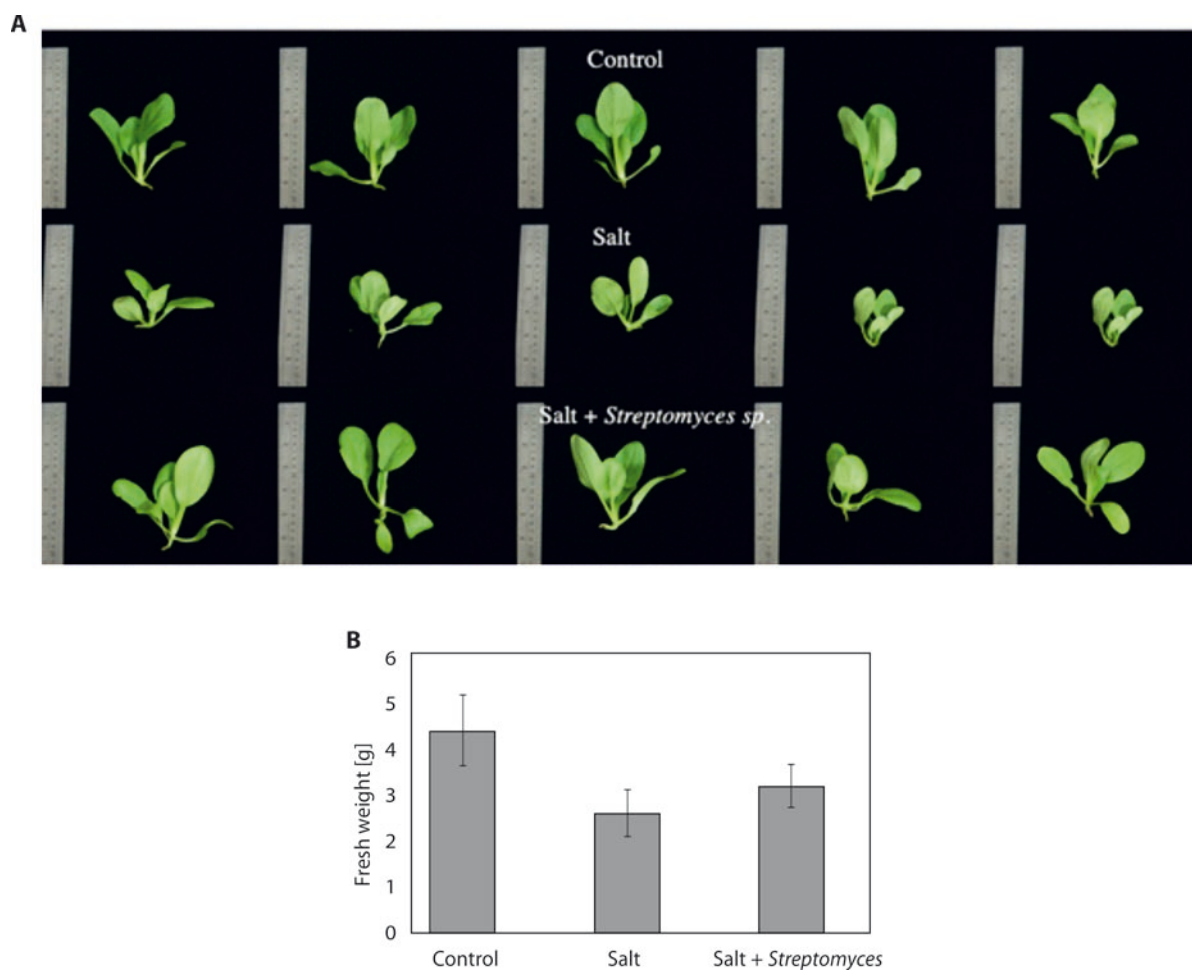 A
Control
Salt
Salt + Streptomyces sp.
B
6
5
4
3
2
1
0
Fresh weight [g]
Control Salt Salt + Streptomyces